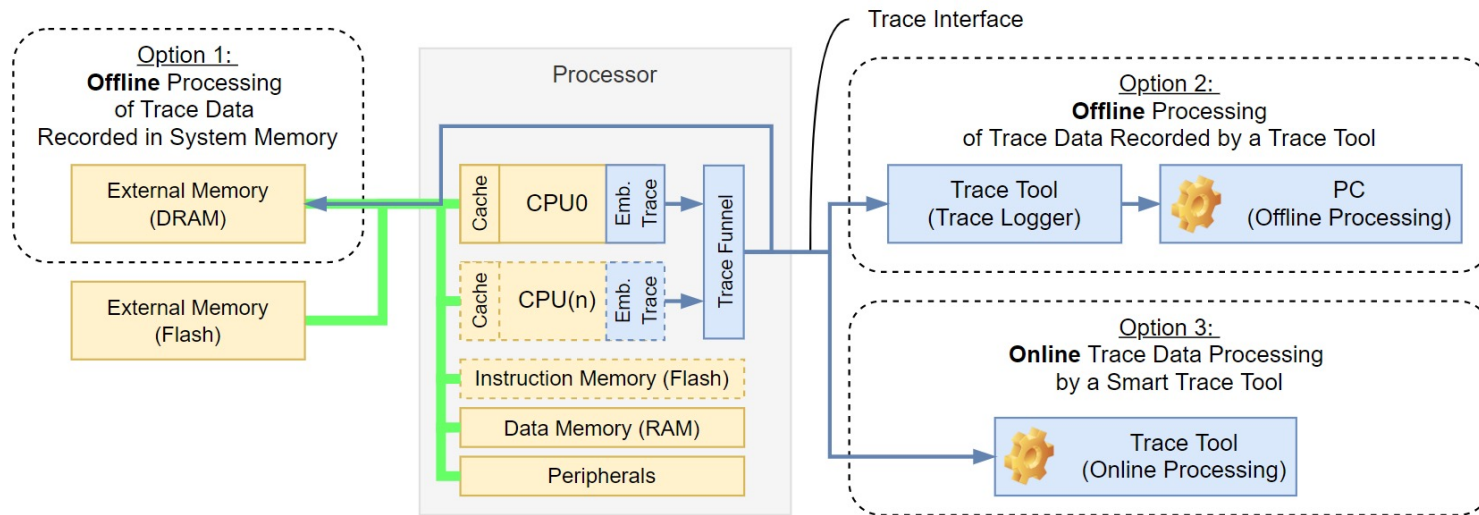 Trace Interface
Option 1:
Offline Processing
of Trace Data
Recorded in System Memory
External Memory
(DRAM)
External Memory
(Flash)
Processor
Cache
CPU0
Emb.
Trace
Cache
CPU(n)
Emb.
Trace
Trace Funnel
Instruction Memory (Flash)
Data Memory (RAM)
Peripherals
Option 2:
Offline Processing
of Trace Data Recorded by a Trace Tool
Trace Tool
(Trace Logger)
PC
(Offline Processing)
Option 3:
Online Trace Data Processing
by a Smart Trace Tool
Trace Tool
(Online Processing)